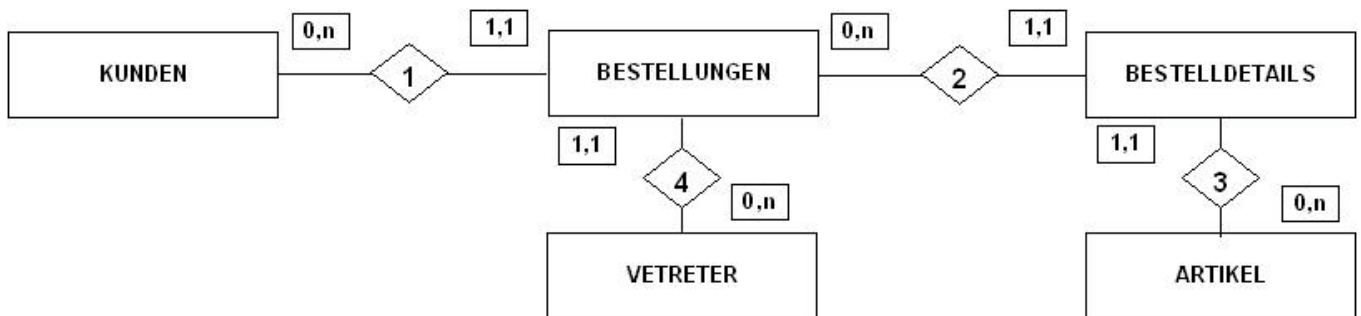 0,n 1,1 0,n 1,1
KUNDEN 1 BESTELLUNGEN 2 BESTELLDETAILS
1,1 1,1
4 3
0,n 0,n
VETRETER ARTIKEL